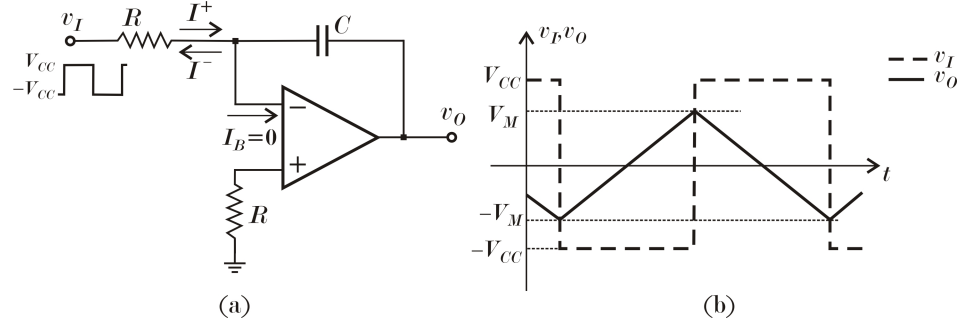 v_I
R
I⁺
I⁻
C
V_CC
-V_CC
I_B=0
−
+
v_O
R
(a)
v_I,v_O
V_CC
V_M
-V_M
-V_CC
t
v_I
v_O
(b)